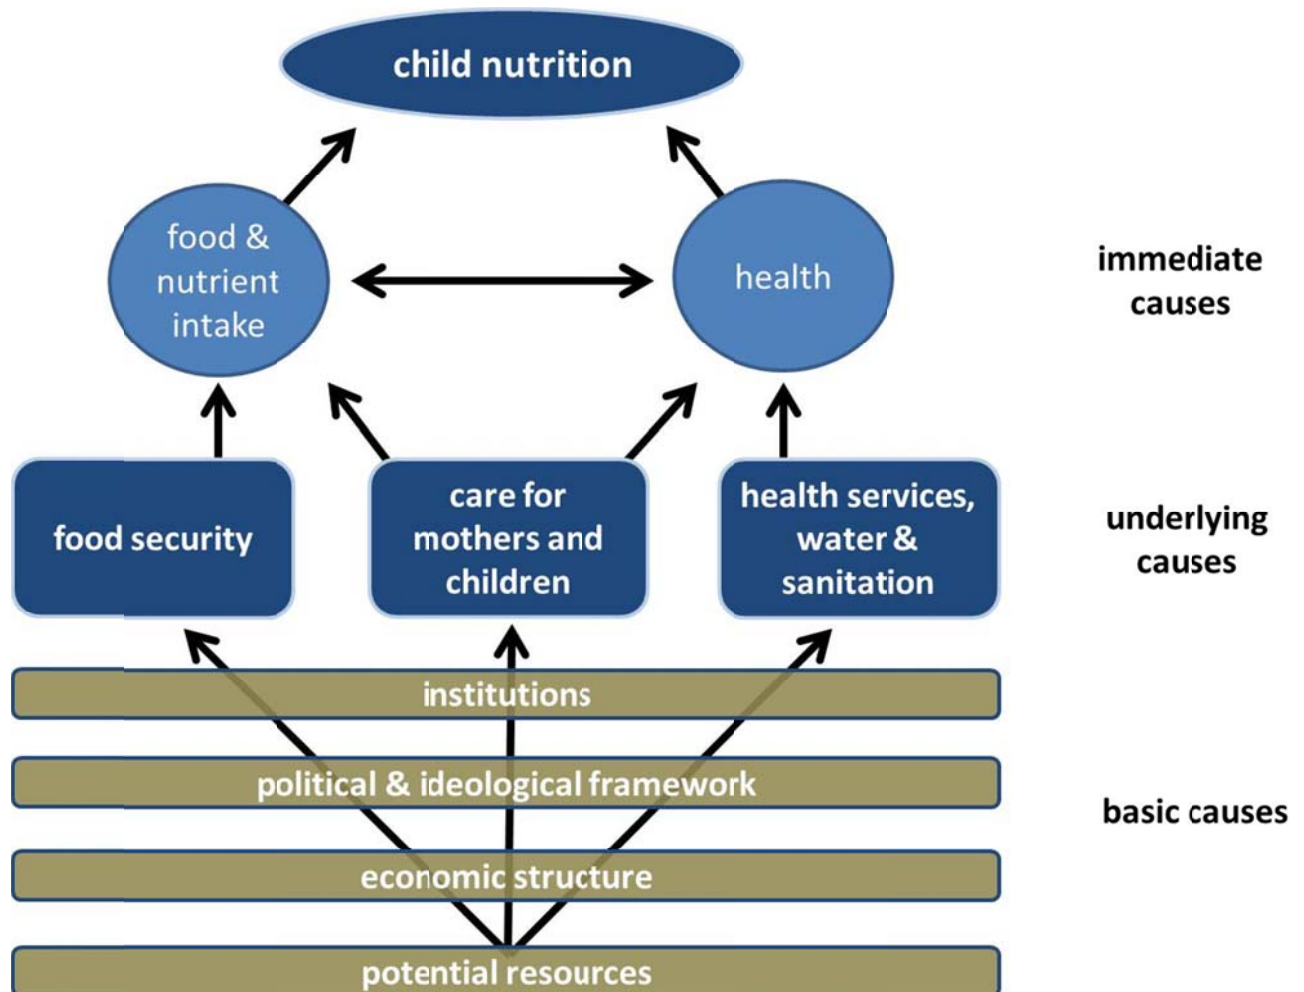 child nutrition
food &
nutrient
intake
health
immediate
causes
food security
care for
mothers and
children
health services,
water &
sanitation
underlying
causes
institutions
political & ideological framework
basic causes
economic structure
potential resources